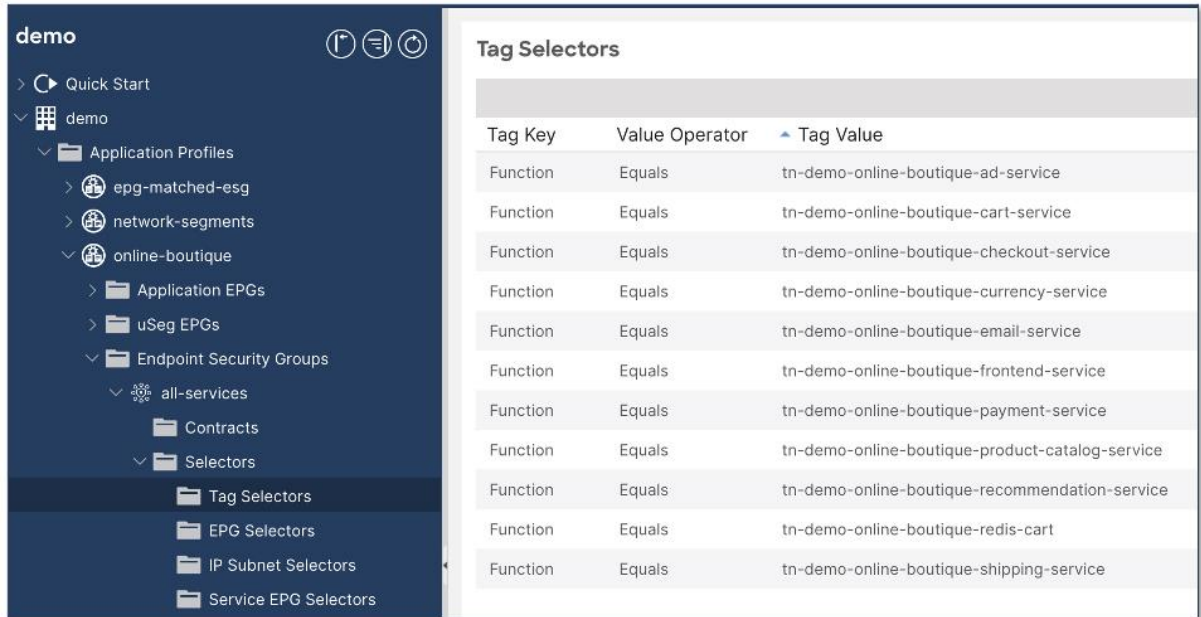 demo
Quick Start
demo
Application Profiles
epg-matched-esg
network-segments
online-boutique
Application EPGs
uSeg EPGs
Endpoint Security Groups
all-services
Contracts
Selectors
Tag Selectors
EPG Selectors
IP Subnet Selectors
Service EPG Selectors
Tag Selectors
Tag Key Value Operator Tag Value
Function Equals tn-demo-online-boutique-ad-service
Function Equals tn-demo-online-boutique-cart-service
Function Equals tn-demo-online-boutique-checkout-service
Function Equals tn-demo-online-boutique-currency-service
Function Equals tn-demo-online-boutique-email-service
Function Equals tn-demo-online-boutique-frontend-service
Function Equals tn-demo-online-boutique-payment-service
Function Equals tn-demo-online-boutique-product-catalog-service
Function Equals tn-demo-online-boutique-recommendation-service
Function Equals tn-demo-online-boutique-redis-cart
Function Equals tn-demo-online-boutique-shipping-service